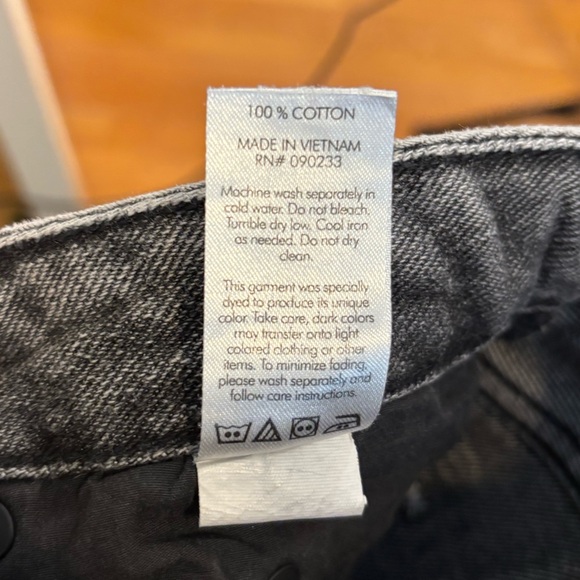 100 % COTTON
MADE IN VIETNAM
RN# 090233
Machine wash separately in
cold water. Do not bleach.
Tumble dry low. Cool iron
as needed. Do not dry
clean.
This garment was specially
dyed to produce its unique
color. Take care, dark colors
may transfer onto light
colored clothing or other
items. To minimize fading,
please wash separately and
follow care instructions.